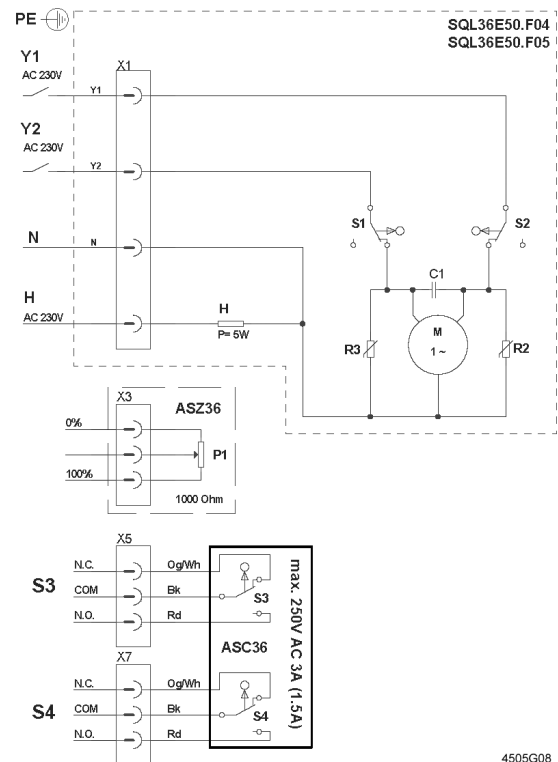 PE
SQL36E50.F04
SQL36E50.F05
Y1
AC 230V
X1
Y1
Y2
AC 230V
Y2
S1
S2
N
N
C1
H
AC 230V
H
P= 5W
M
1 ~
R3
R2
X3
ASZ36
0%
P1
100%
1000 Ohm
X5
S3
N.C.
Og/Wh
COM
Bk
S3
N.O.
Rd
max. 250V AC 3A (1.5A)
ASC36
X7
S4
N.C.
Og/Wh
COM
Bk
S4
N.O.
Rd
4505G08